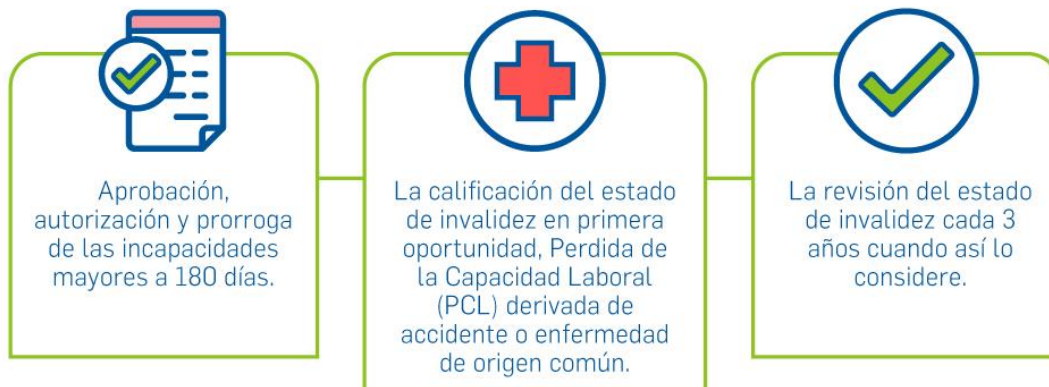 Aprobación,
autorización y prorroga
de las incapacidades
mayores a 180 días.
La calificación del estado
de invalidez en primera
oportunidad, Perdida de
la Capacidad Laboral
(PCL) derivada de
accidente o enfermedad
de origen común.
La revisión del estado
de invalidez cada 3
años cuando así lo
considere.